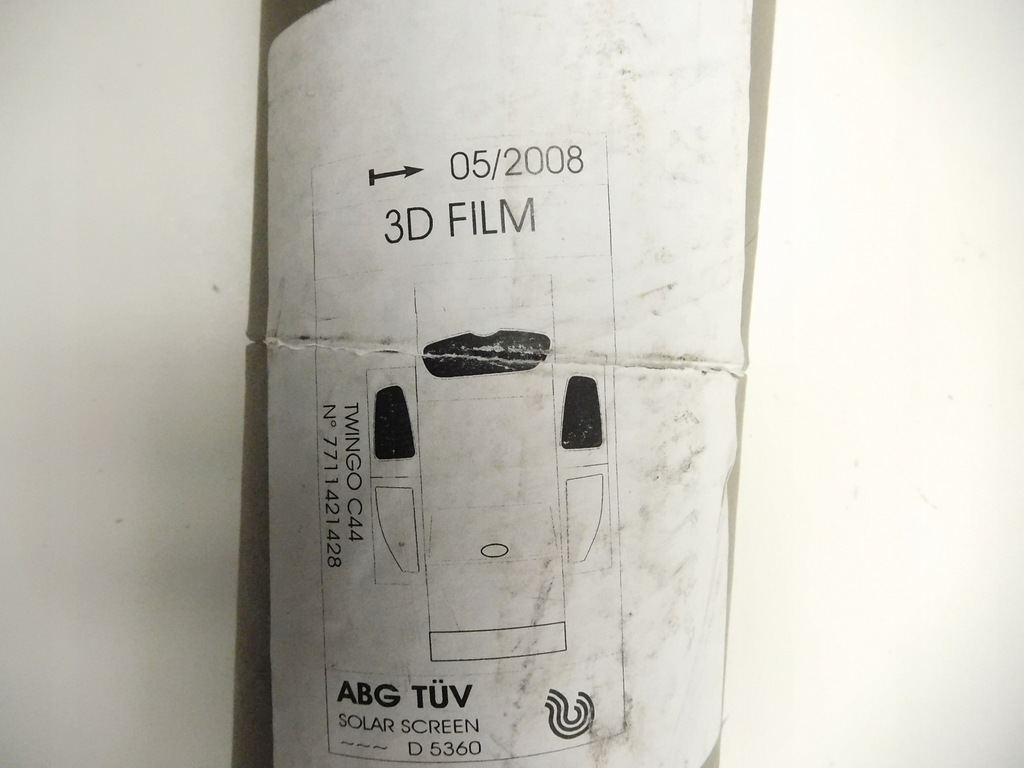 05/2008
3D FILM
TWINGO C44
N° 7711421428
ABG TÜV
SOLAR SCREEN
~~~ D 5360